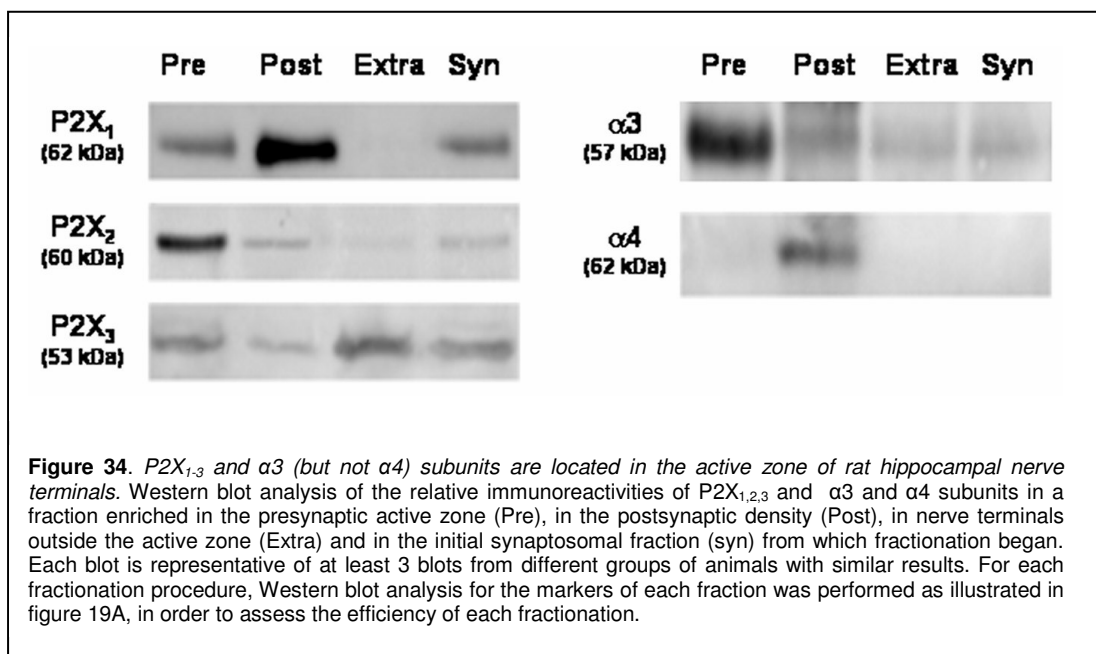 Pre Post Extra Syn
P2X₁
(62 kDa)
P2X₂
(60 kDa)
P2X₃
(53 kDa)
Pre Post Extra Syn
α3
(57 kDa)
α4
(62 kDa)
Figure 34. P2X₁₋₃ and α3 (but not α4) subunits are located in the active zone of rat hippocampal nerve
terminals. Western blot analysis of the relative immunoreactivities of P2X₁,₂,₃ and α3 and α4 subunits in a
fraction enriched in the presynaptic active zone (Pre), in the postsynaptic density (Post), in nerve terminals
outside the active zone (Extra) and in the initial synaptosomal fraction (syn) from which fractionation began.
Each blot is representative of at least 3 blots from different groups of animals with similar results. For each
fractionation procedure, Western blot analysis for the markers of each fraction was performed as illustrated in
figure 19A, in order to assess the efficiency of each fractionation.